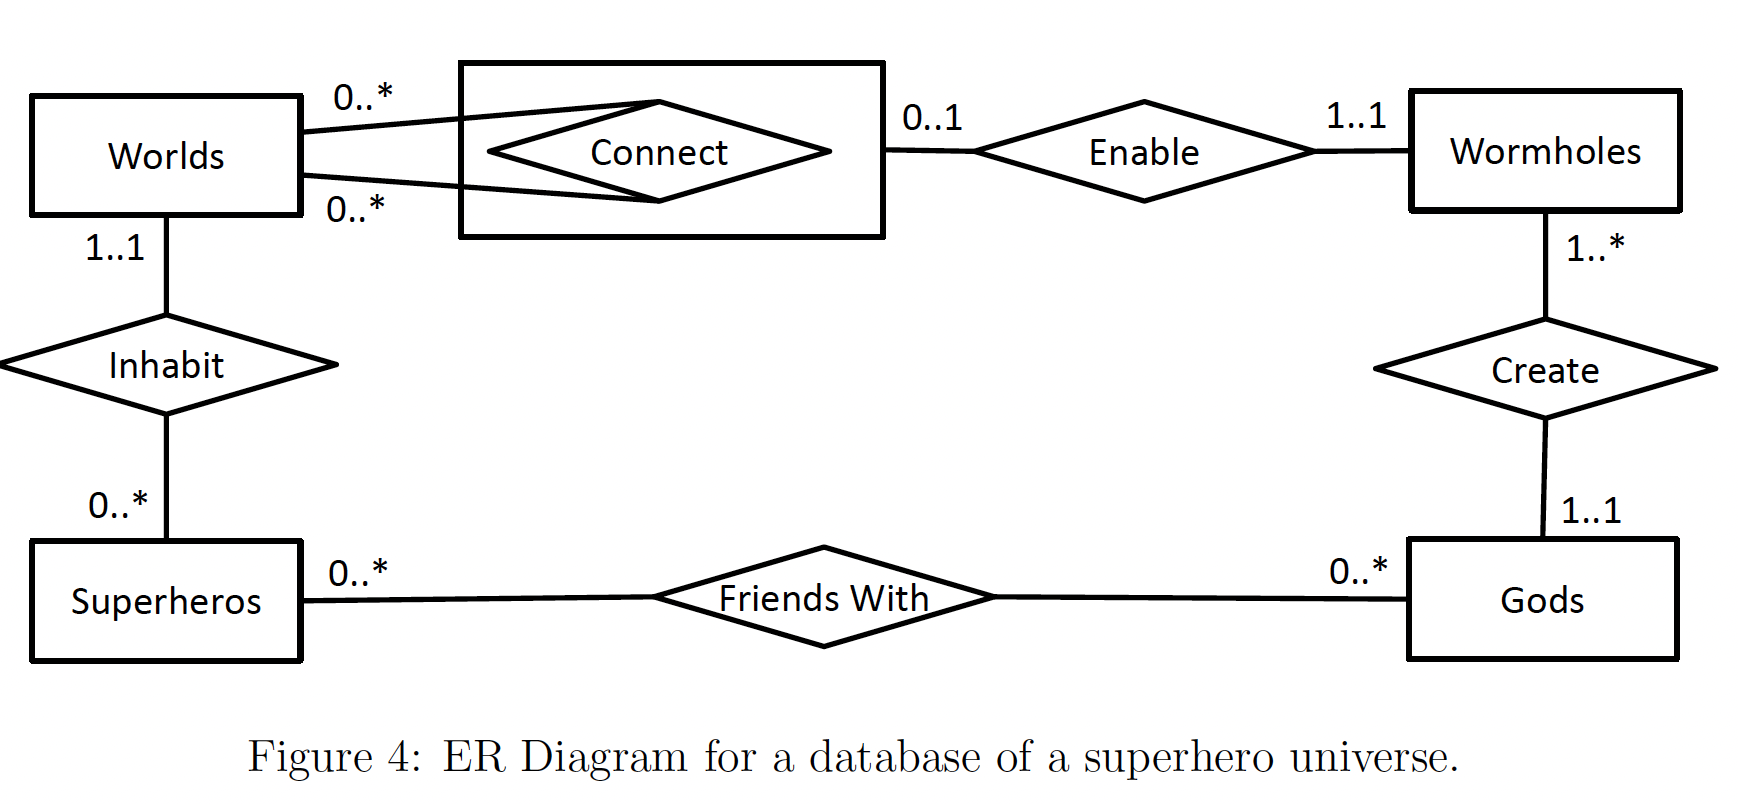 0..*
Worlds
0..*
Connect
0..1
Enable
1..1
Wormholes
1..1
Inhabit
0..*
1..*
Create
1..1
Superheros
0..*
Friends With
0..*
Gods
Figure 4: ER Diagram for a database of a superhero universe.